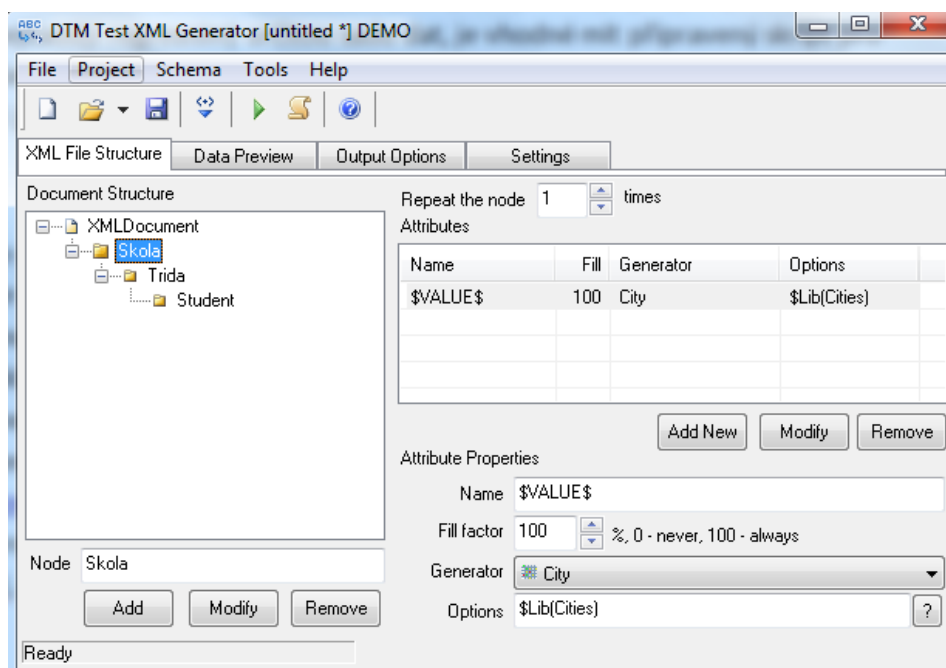 DTM Test XML Generator [untitled *] DEMO
File Project Schema Tools Help
XML File Structure Data Preview Output Options Settings
Document Structure
XMLDocument
Skola
Trida
Student
Node Skola
Add Modify Remove
Ready
Repeat the node 1 times
Attributes
Name Fill Generator Options
$VALUE$ 100 City $Lib(Cities)
Add New Modify Remove
Attribute Properties
Name $VALUE$
Fill factor 100 %, 0 - never, 100 - always
Generator City
Options $Lib(Cities) ?